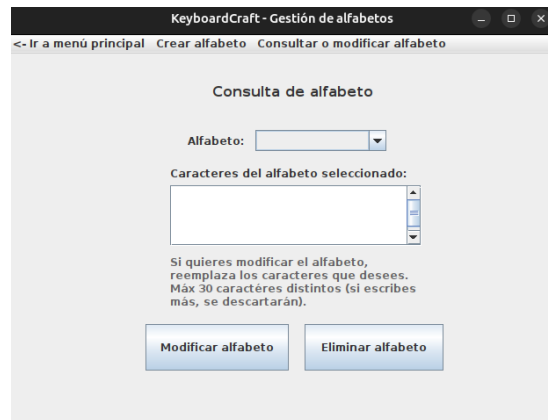 KeyboardCraft - Gestión de alfabetos
<- Ir a menú principal Crear alfabeto Consultar o modificar alfabeto
Consulta de alfabeto
Alfabeto:
Caracteres del alfabeto seleccionado:
Si quieres modificar el alfabeto,
reemplaza los caracteres que desees.
Máx 30 caractéres distintos (si escribes
más, se descartarán).
Modificar alfabeto Eliminar alfabeto